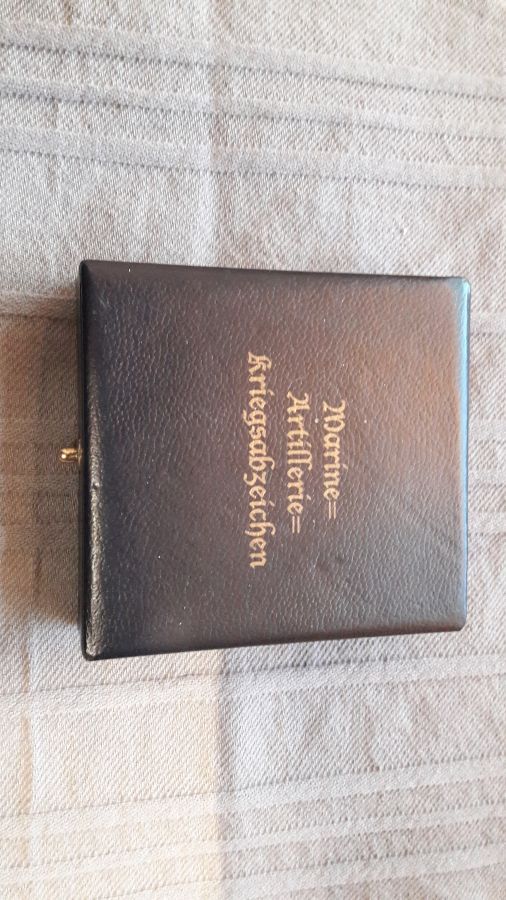 Marine=
Artillerie=
Kriegsabzeichen